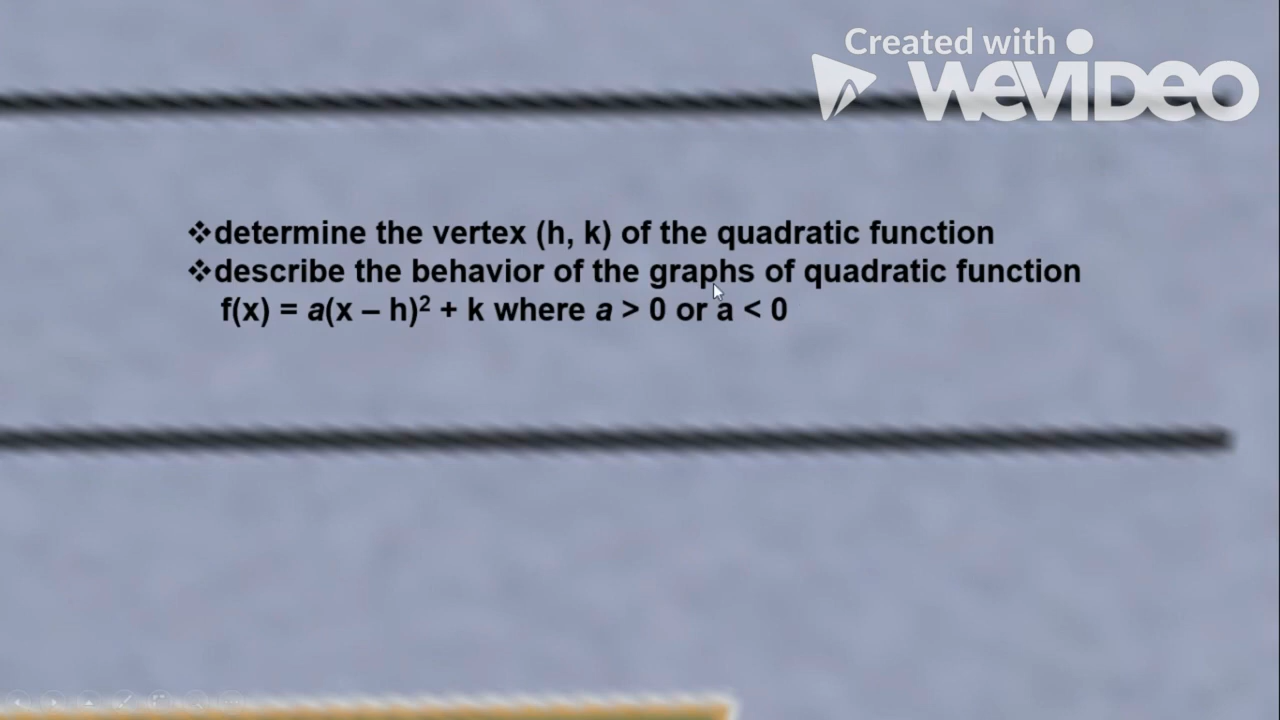 Created with
WEVIDEO
❖determine the vertex (h, k) of the quadratic function
❖describe the behavior of the graphs of quadratic function
f(x) = a(x – h)² + k where a > 0 or a < 0